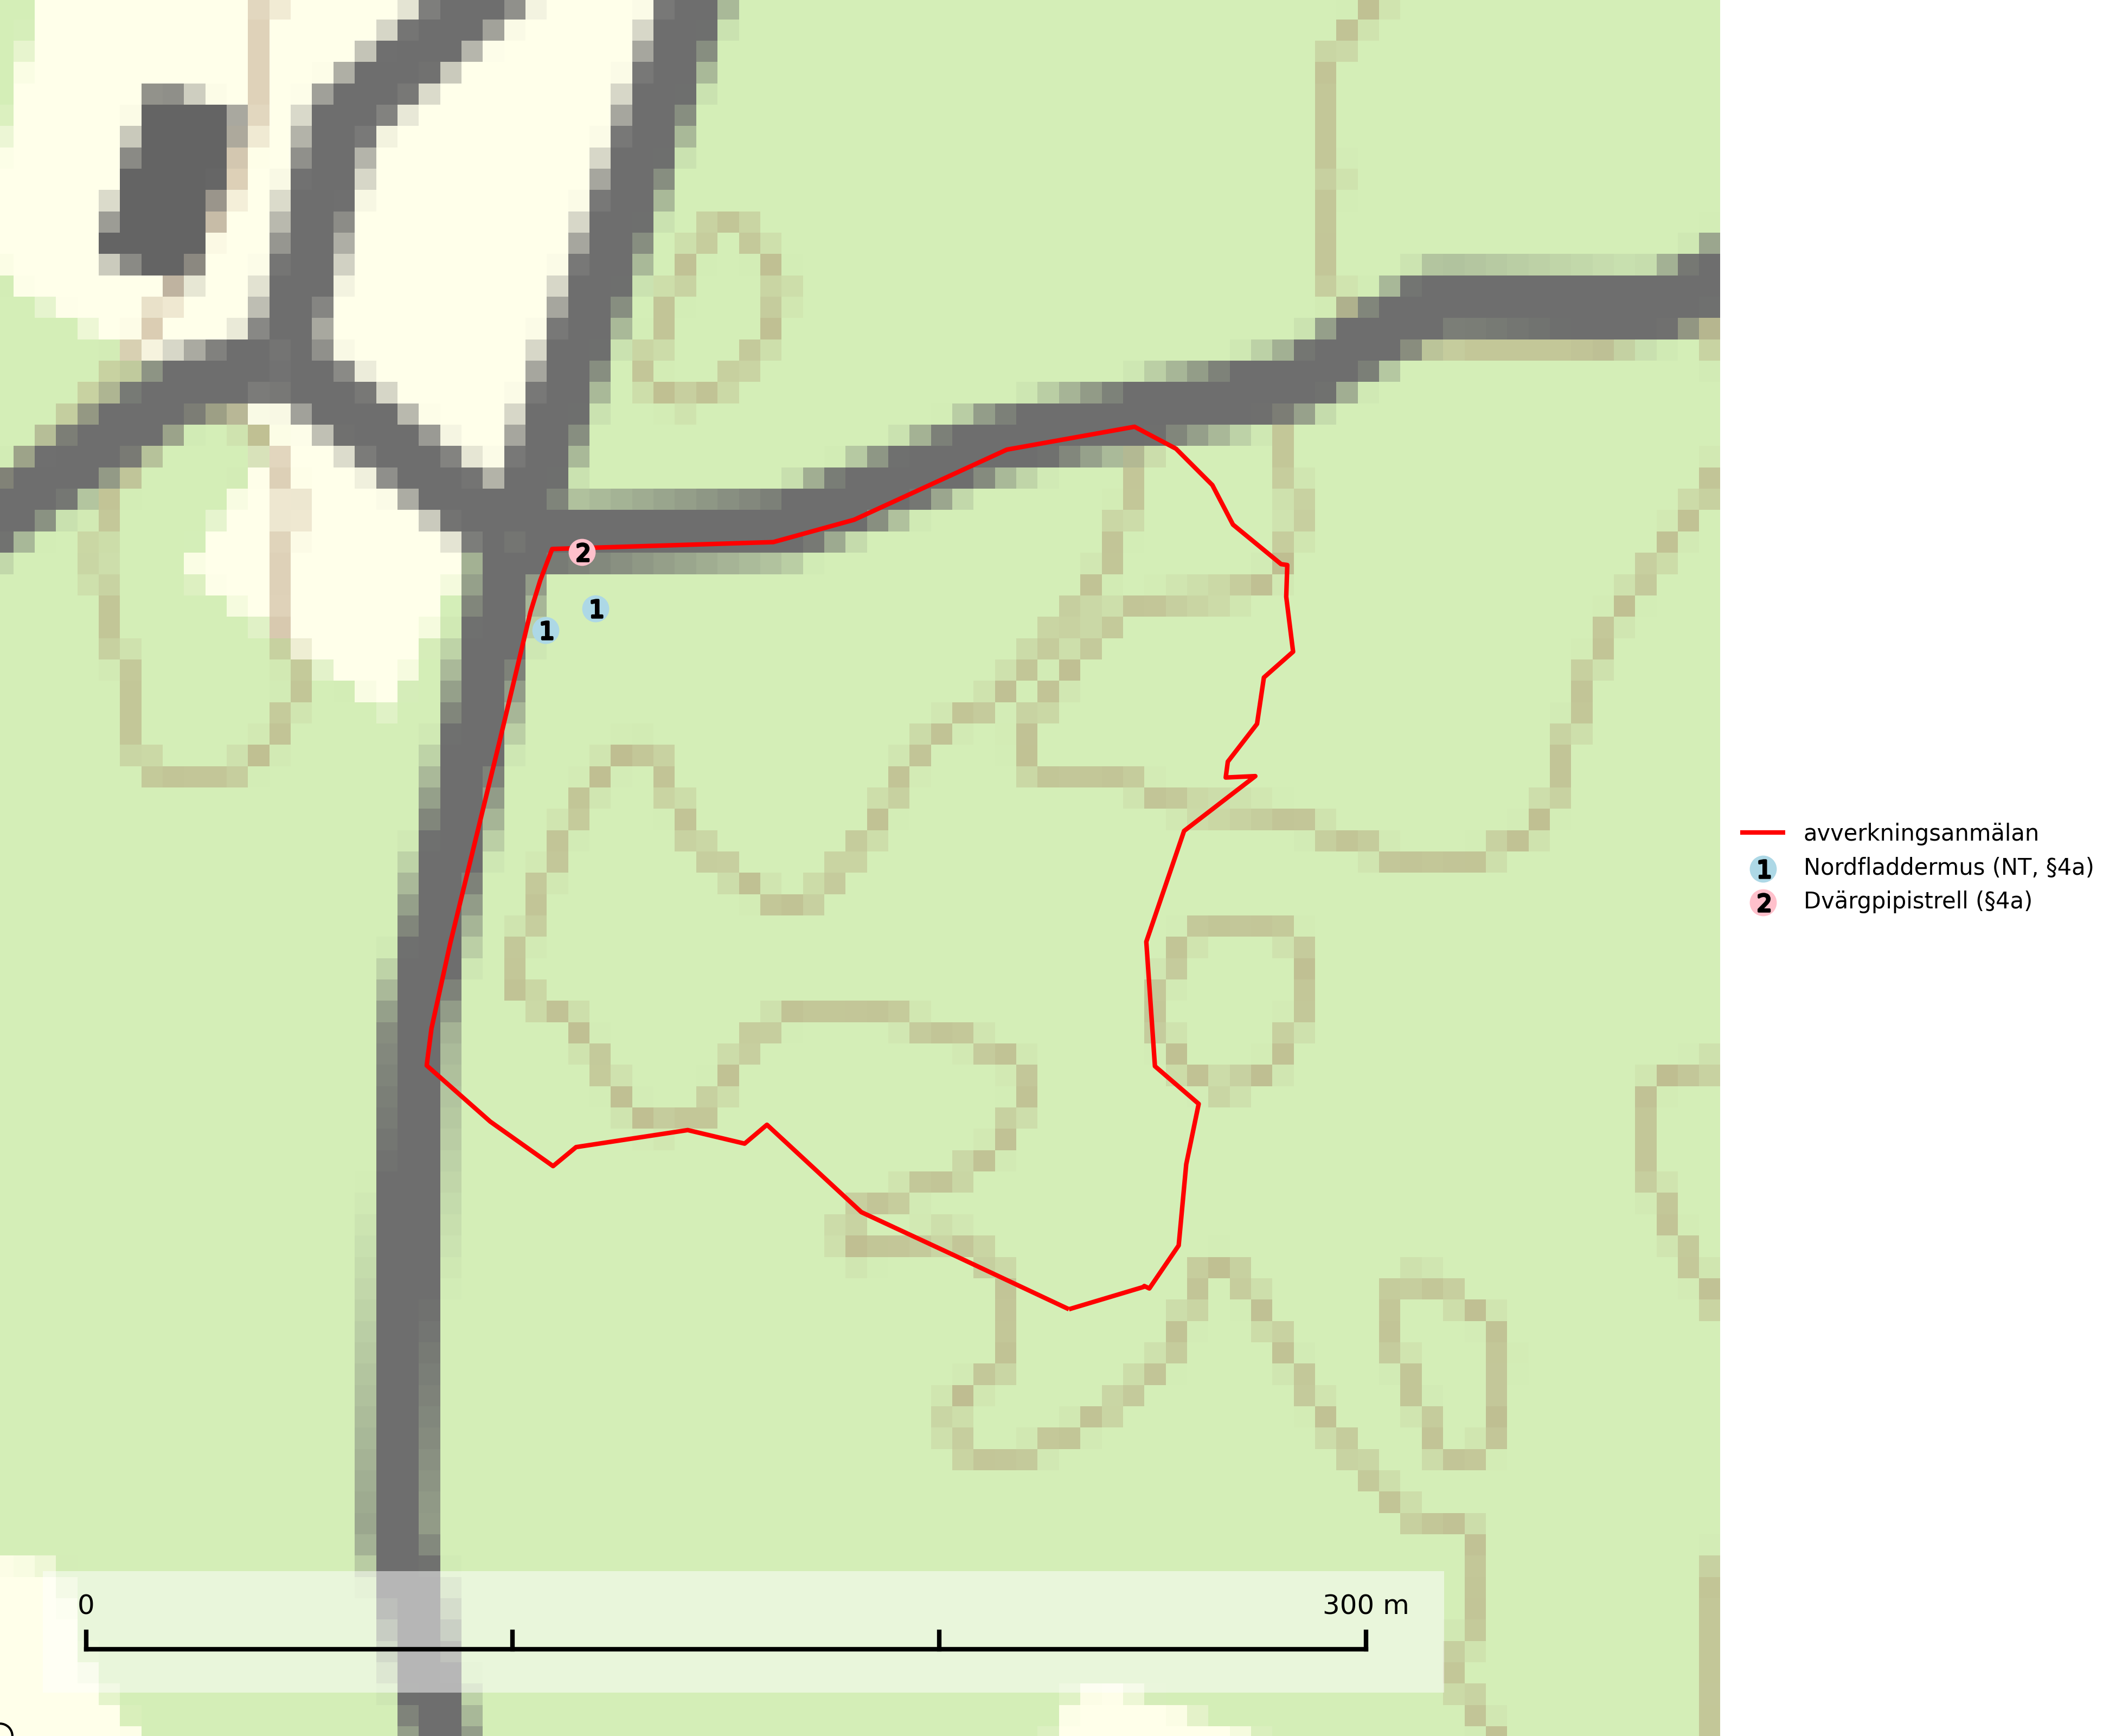 2
1
1
avverkningsanmälan
1 Nordfladdermus (NT, §4a)
2 Dvärgpipistrell (§4a)
0 300 m